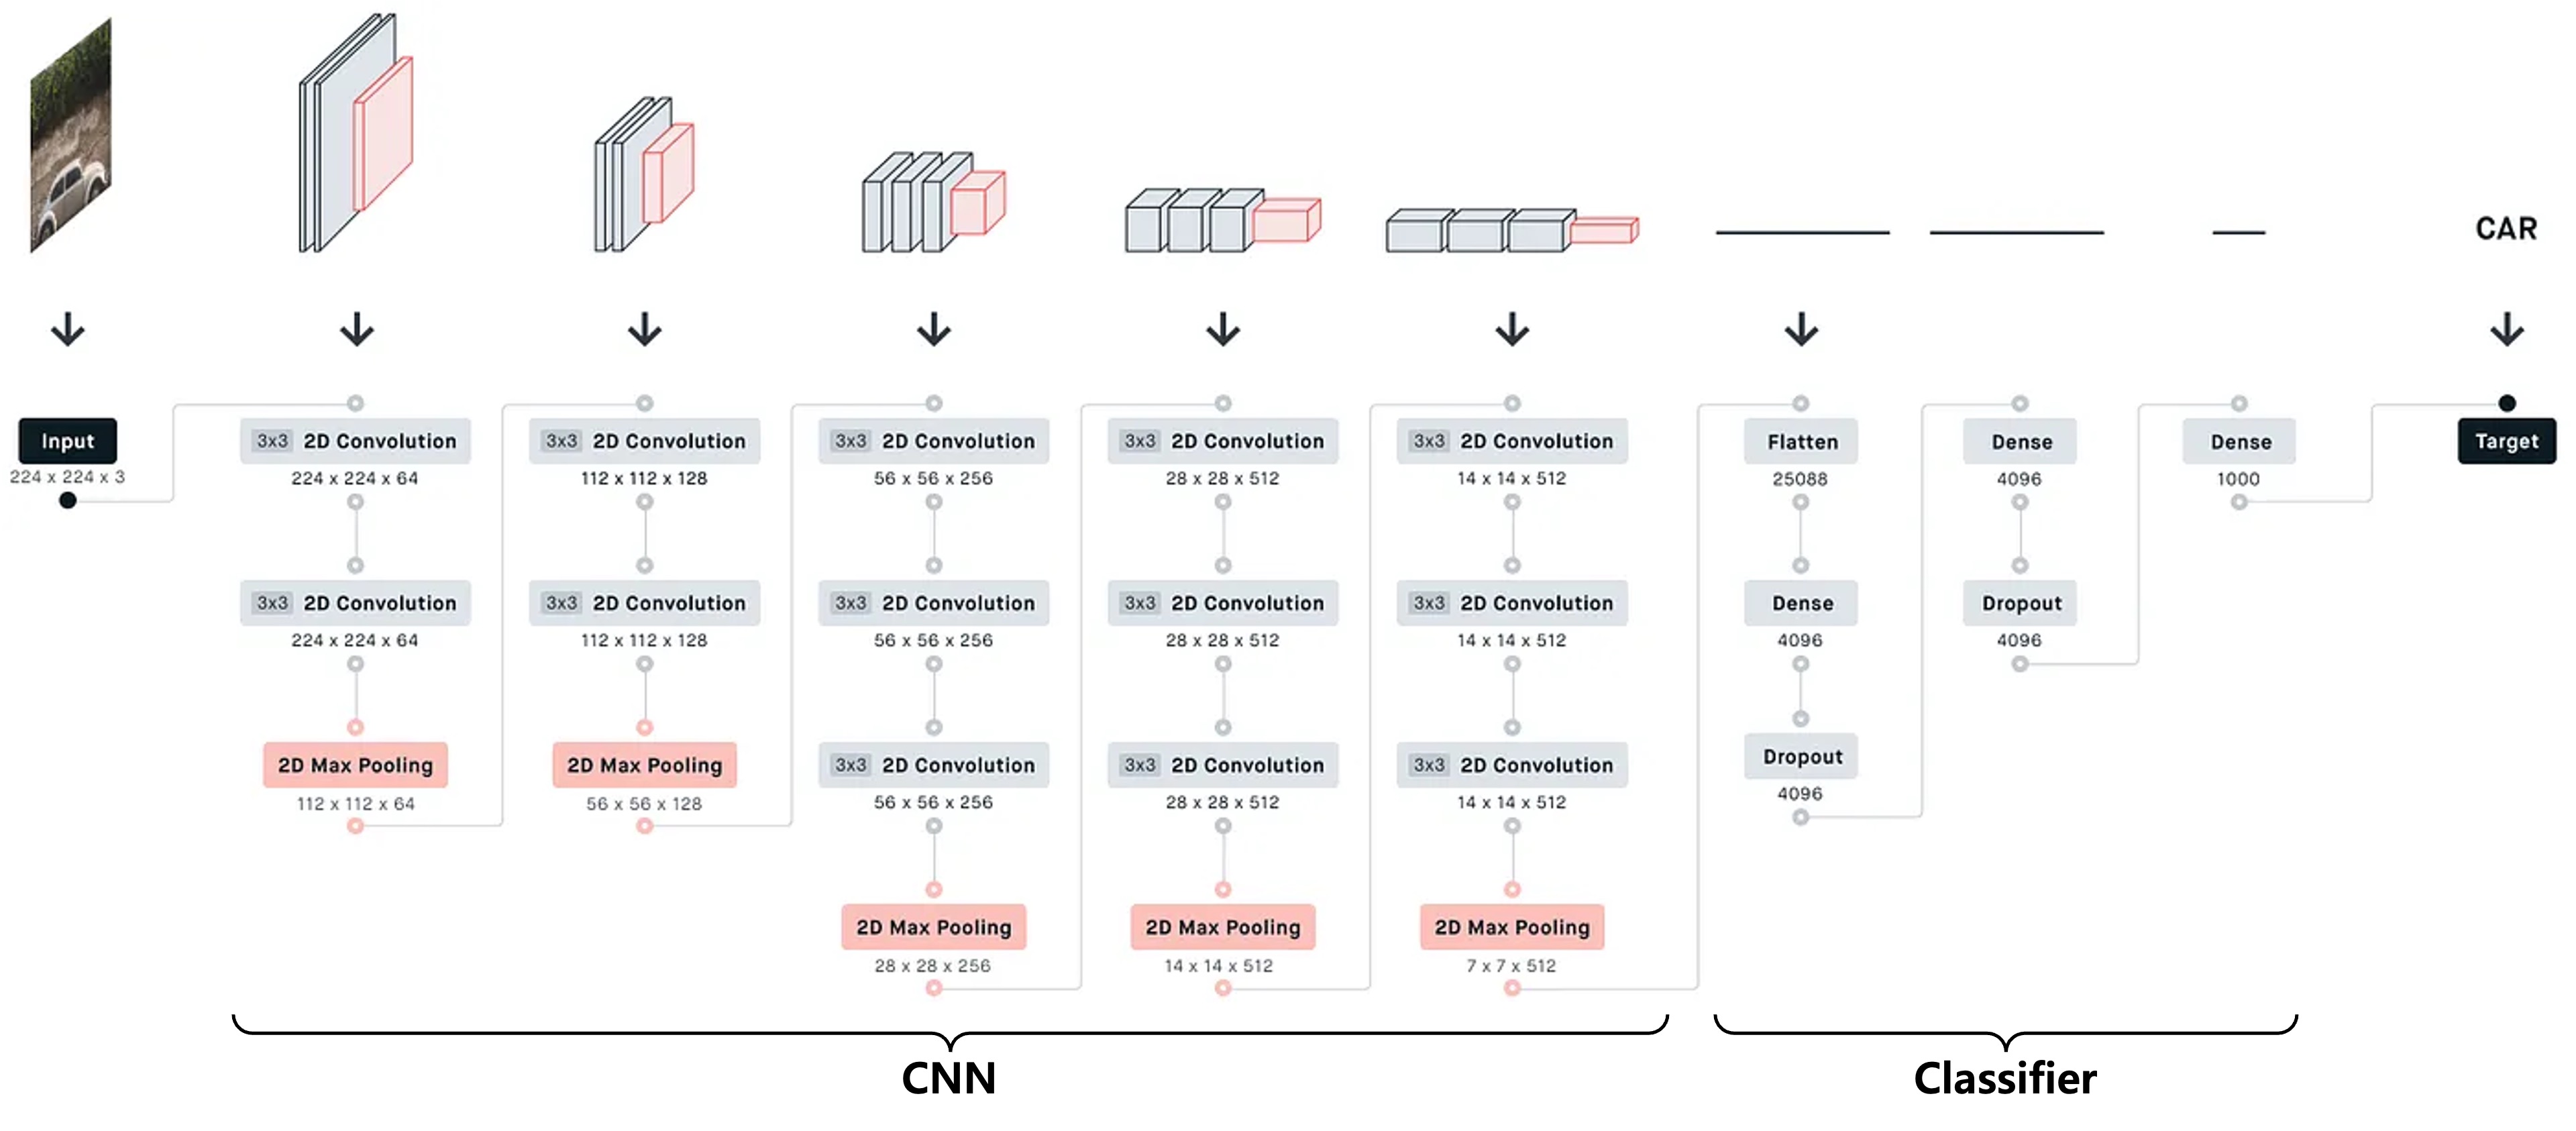 CAR
Input
224 x 224 x 3
3x3 2D Convolution
224 x 224 x 64
3x3 2D Convolution
224 x 224 x 64
2D Max Pooling
112 x 112 x 64
3x3 2D Convolution
112 x 112 x 128
3x3 2D Convolution
112 x 112 x 128
2D Max Pooling
56 x 56 x 128
3x3 2D Convolution
56 x 56 x 256
3x3 2D Convolution
56 x 56 x 256
3x3 2D Convolution
56 x 56 x 256
2D Max Pooling
28 x 28 x 256
3x3 2D Convolution
28 x 28 x 512
3x3 2D Convolution
28 x 28 x 512
3x3 2D Convolution
28 x 28 x 512
2D Max Pooling
14 x 14 x 512
3x3 2D Convolution
14 x 14 x 512
3x3 2D Convolution
14 x 14 x 512
3x3 2D Convolution
14 x 14 x 512
2D Max Pooling
7 x 7 x 512
Flatten
25088
Dense
4096
Dropout
4096
Dense
4096
Dropout
4096
Dense
1000
Target
CNN
Classifier